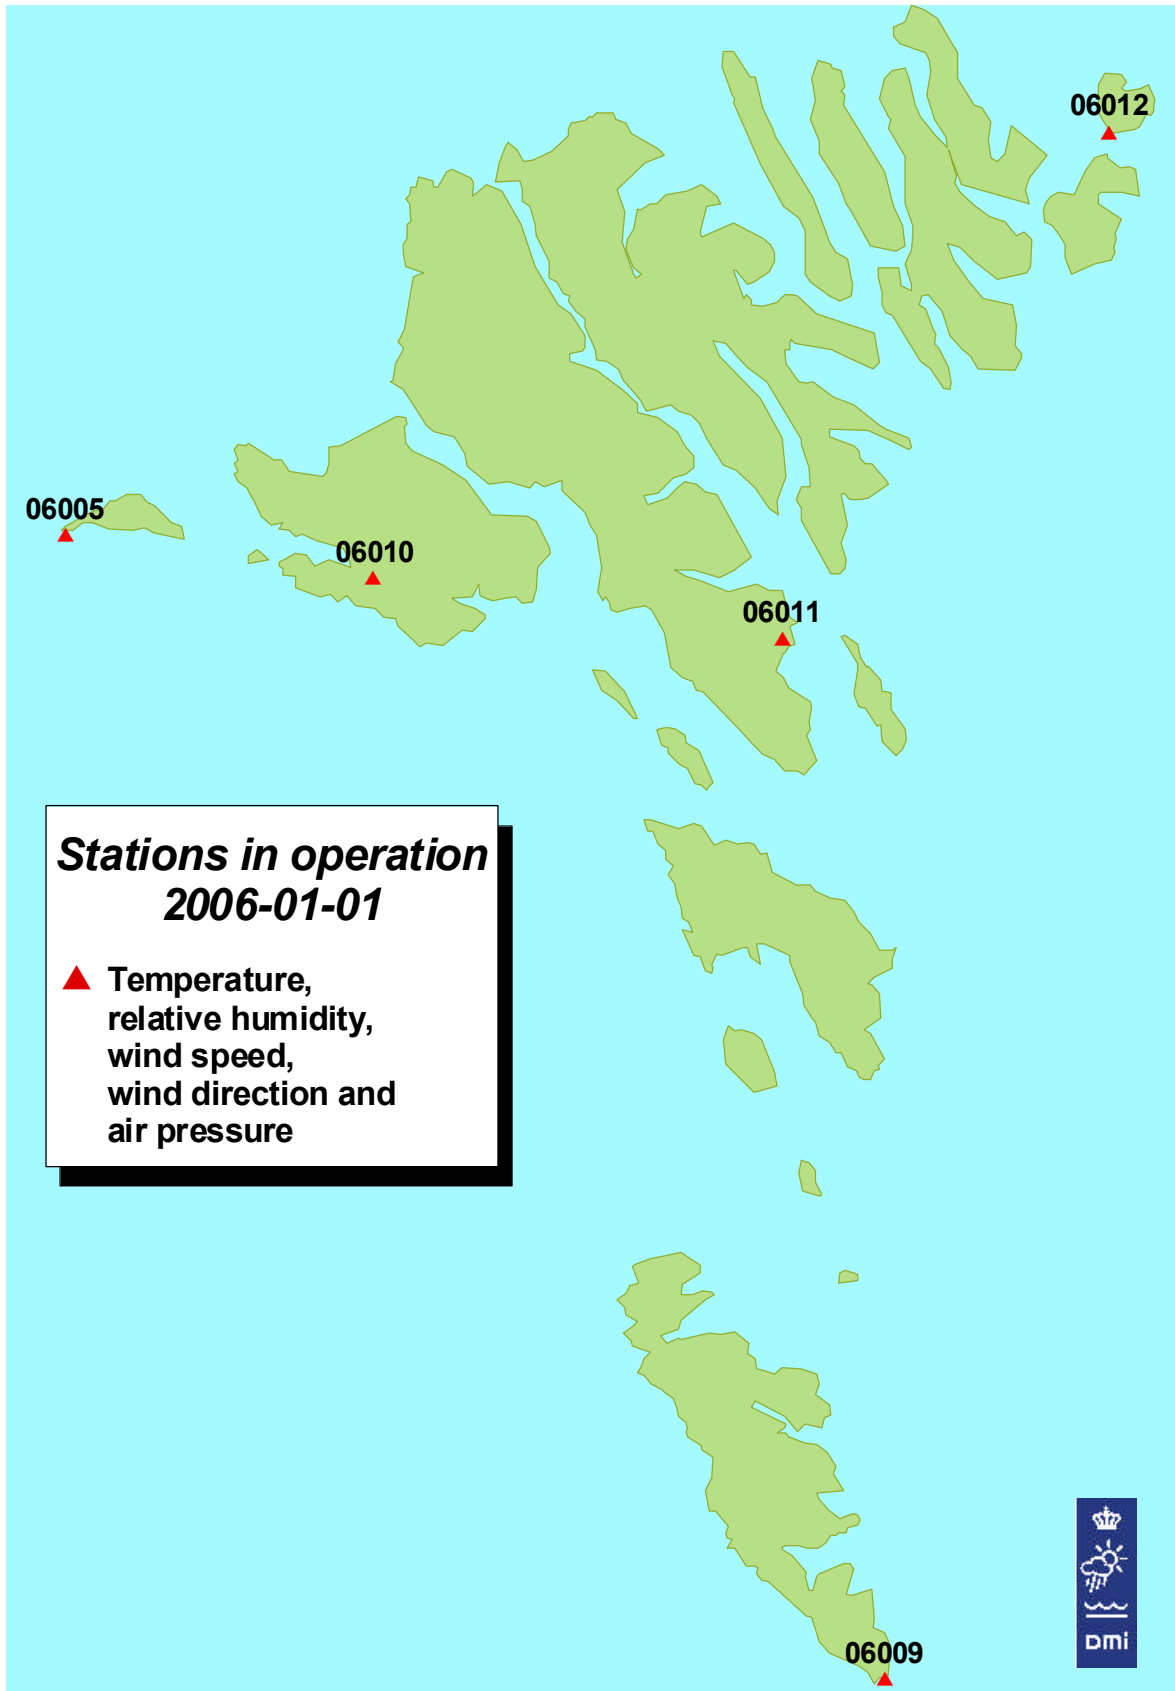 06012
06005
06010
06011
Stations in operation
2006-01-01
Temperature,
relative humidity,
wind speed,
wind direction and
air pressure
DMi
06009